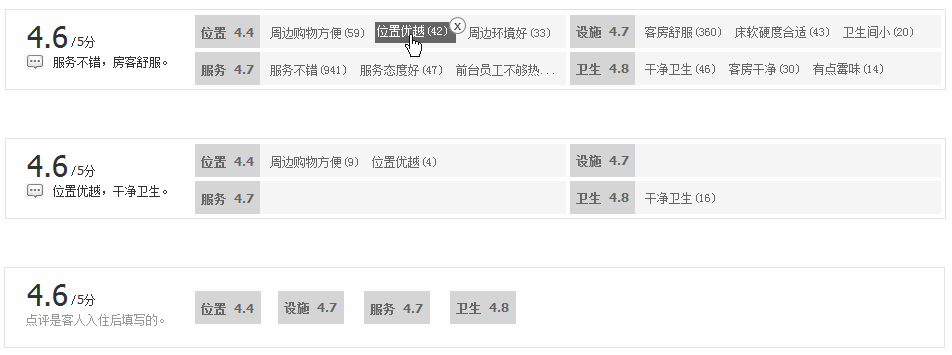 4.6/5分
服务不错，房客舒服。
位置 4.4 周边购物方便(59) 位置优越(42) 周边环境好(33)
设施 4.7 客房舒服(360) 床软硬度合适(43) 卫生间小(20)
服务 4.7 服务不错(941) 服务态度好(47) 前台员工不够热...
卫生 4.8 干净卫生(46) 客房干净(30) 有点霉味(14)
4.6/5分
位置优越，干净卫生。
位置 4.4 周边购物方便(9) 位置优越(4)
设施 4.7
服务 4.7
卫生 4.8 干净卫生(16)
4.6/5分
点评是客人入住后填写的。
位置 4.4 设施 4.7 服务 4.7 卫生 4.8